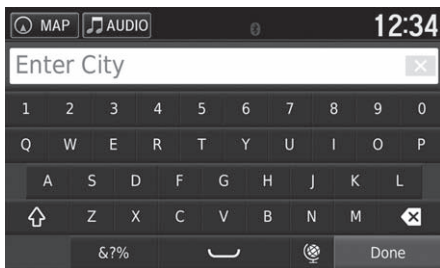 MAP AUDIO 12:34
Enter City
1 2 3 4 5 6 7 8 9 0
Q W E R T Y U I O P
A S D F G H J K L
Z X C V B N M
&?% Done